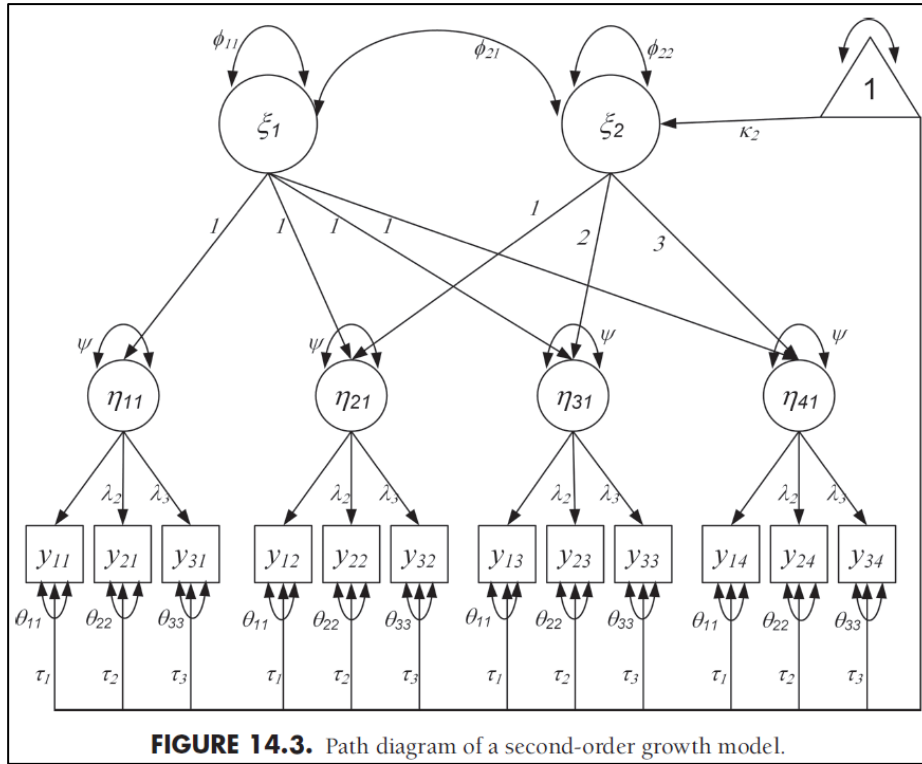 ϕ11 ϕ21 ϕ22 1
ξ1 ξ2 κ2
1 1 1 1 1 2 3
ψ ψ ψ ψ
η11 η21 η31 η41
λ2 λ3 λ2 λ3 λ2 λ3 λ2 λ3
y11 y21 y31 y12 y22 y32 y13 y23 y33 y14 y24 y34
θ11 θ22 θ33 θ11 θ22 θ33 θ11 θ22 θ33 θ11 θ22 θ33
τ1 τ2 τ3 τ1 τ2 τ3 τ1 τ2 τ3 τ1 τ2 τ3
FIGURE 14.3. Path diagram of a second-order growth model.